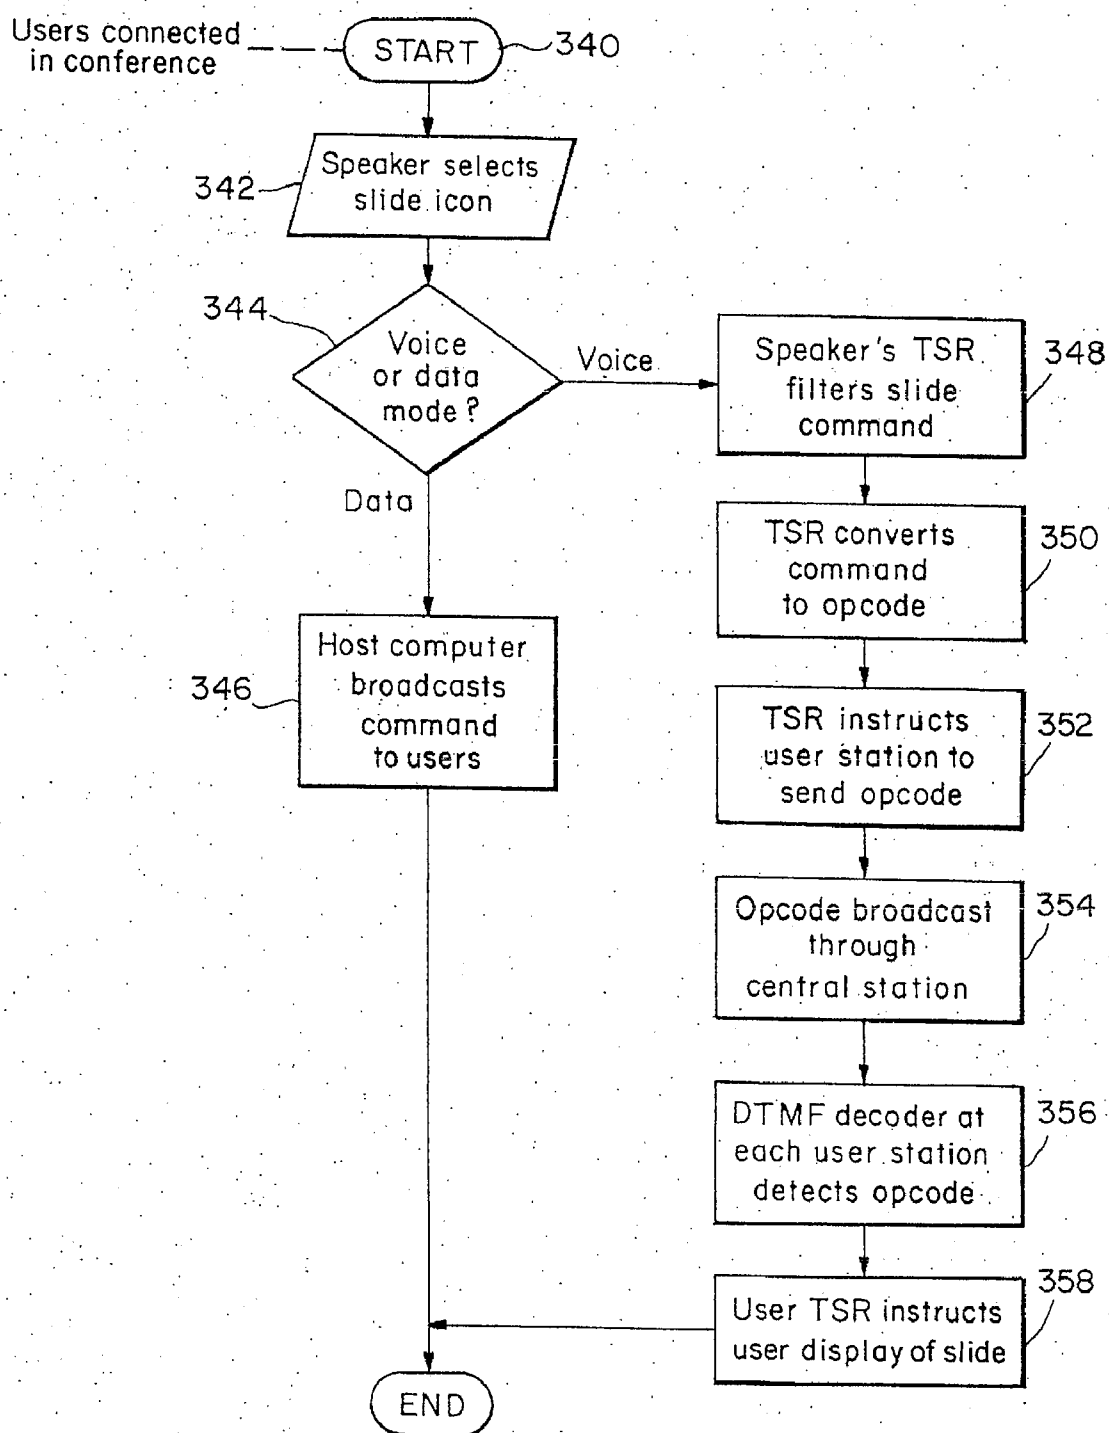 Users connected
in conference
START
340
Speaker selects
slide icon
342
344
Voice
or data
mode?
Voice
Data
Host computer
broadcasts
command
to users
346
Speaker's TSR
filters slide
command
348
TSR converts
command
to opcode
350
TSR instructs
user station to
send opcode
352
Opcode broadcast
through
central station
354
DTMF decoder at
each user station
detects opcode
356
User TSR instructs
user display of slide
358
END